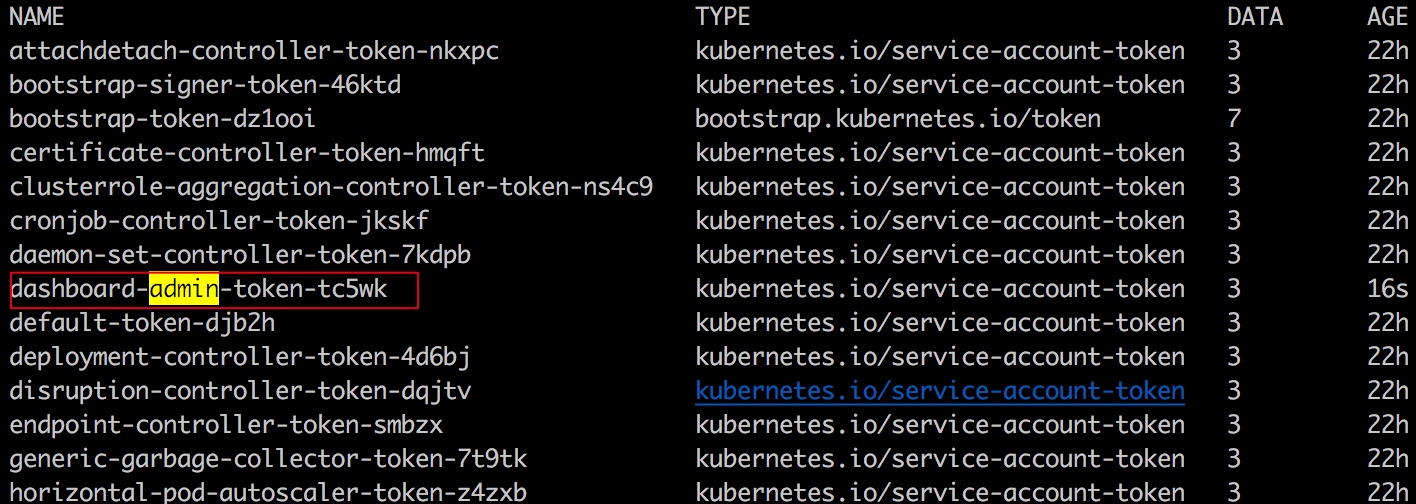 NAME TYPE DATA AGE
attachdetach-controller-token-nkxpc kubernetes.io/service-account-token 3 22h
bootstrap-signer-token-46ktd kubernetes.io/service-account-token 3 22h
bootstrap-token-dz1ooi bootstrap.kubernetes.io/token 7 22h
certificate-controller-token-hmqft kubernetes.io/service-account-token 3 22h
clusterrole-aggregation-controller-token-ns4c9 kubernetes.io/service-account-token 3 22h
cronjob-controller-token-jkskf kubernetes.io/service-account-token 3 22h
daemon-set-controller-token-7kdpb kubernetes.io/service-account-token 3 22h
dashboard-admin-token-tc5wk kubernetes.io/service-account-token 3 16s
default-token-djb2h kubernetes.io/service-account-token 3 22h
deployment-controller-token-4d6bj kubernetes.io/service-account-token 3 22h
disruption-controller-token-dqjtv kubernetes.io/service-account-token 3 22h
endpoint-controller-token-smbzx kubernetes.io/service-account-token 3 22h
generic-garbage-collector-token-7t9tk kubernetes.io/service-account-token 3 22h
horizontal-pod-autoscaler-token-z4zxb kubernetes.io/service-account-token 3 22h